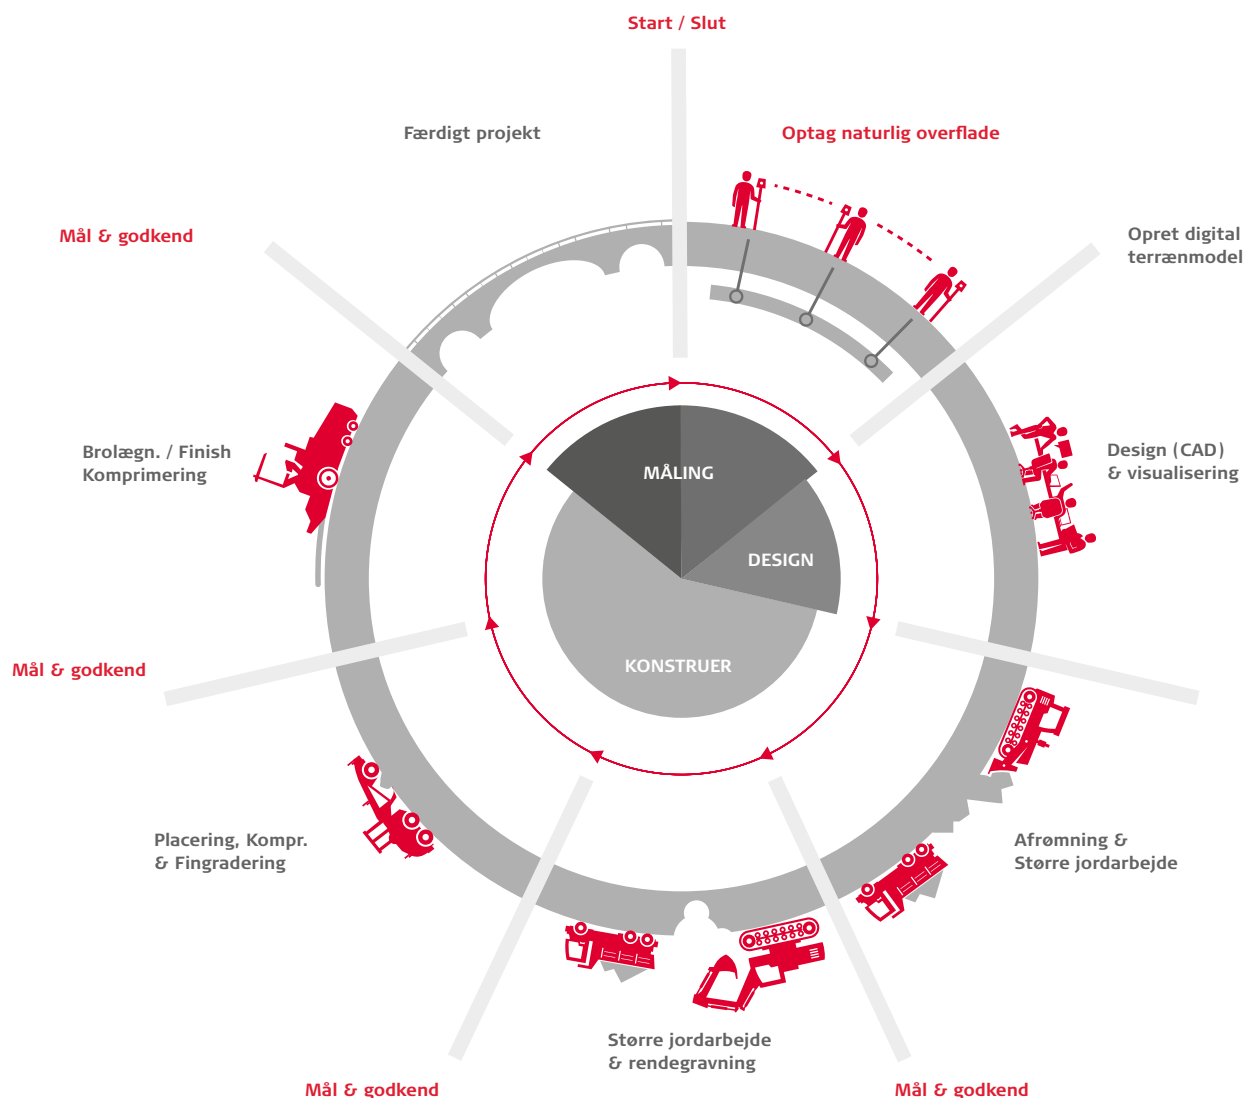 Start / Slut
Færdigt projekt
Optag naturlig overflade
Mål & godkend
Opret digital
terrænmodel
Brolægn. / Finish
Komprimering
MÅLING
Design (CAD)
& visualisering
DESIGN
KONSTRUER
Mål & godkend
Placering, Kompr.
& Fingradering
Afrømning &
Større jordarbejde
Større jordarbejde
& rendegravning
Mål & godkend
Mål & godkend